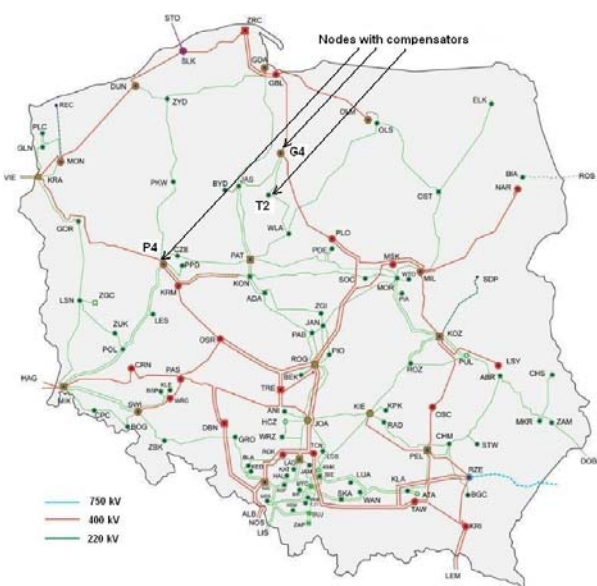 STO
ZRC
Nodes with compensators
SLK
GDA
GBL
DUN
ZYD
OLM
OLS
ELK
REC
PLC
GLN
MON
G4
VIE
KRA
PKW
BYD
JAS
BIA
ROS
NAR
OST
T2
GOR
WLA
P4
PLO
CZE
PPD
PAT
PDE
MSK
KON
SOC
MOR
MIL
SDP
KRM
ADA
PIA
LSN
ZGC
ZGI
LES
JAN
KOZ
ZUK
PAB
OSR
POL
PIO
PUL
LSY
CRN
ROG
ROZ
PAS
BEK
ABR
CHS
HAG
TRE
MIK
SWI
OSC
CPC
ANI
KIE
KPK
BOG
DBN
HCZ
JOA
RAD
MKR
ZAM
ZBK
GRO
WRZ
CHM
STW
PEL
DOB
ROK
TCN
LUA
KLA
RZE
750 kV
SKA
WAN
ATA
BGC
400 kV
ALB
TAW
NOS
KRI
220 kV
LIS
LEM